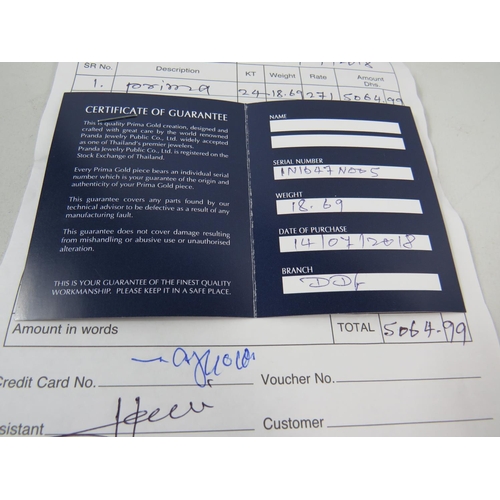 SR No. Description KT Weight Rate Amount Dhs.
1. prima 24 - 18.69 271 5064.99
CERTIFICATE OF GUARANTEE
This is quality Prima Gold creation, designed and
crafted with great care by the world renowned
Pranda Jewelry Public Co., Ltd. widely accepted
as one of Thailand's premier jewelers.
Pranda Jewelry Public Co., Ltd. is registered on the
Stock Exchange of Thailand.
Every Prima Gold piece bears an individual serial
number which is your guarantee of the origin and
authenticity of your Prima Gold piece.
This guarantee covers any parts found by our
technical advisor to be defective as a result of any
manufacturing fault.
This guarantee does not cover damage resulting
from mishandling or abusive use or unauthorised
alteration.
THIS IS YOUR GUARANTEE OF THE FINEST QUALITY
WORKMANSHIP. PLEASE KEEP IT IN A SAFE PLACE.
NAME
SERIAL NUMBER
1N1647N005
WEIGHT
18.69
DATE OF PURCHASE
14/07/2018
BRANCH
DDF
Amount in words TOTAL 5064.99
Credit Card No. Voucher No.
Customer